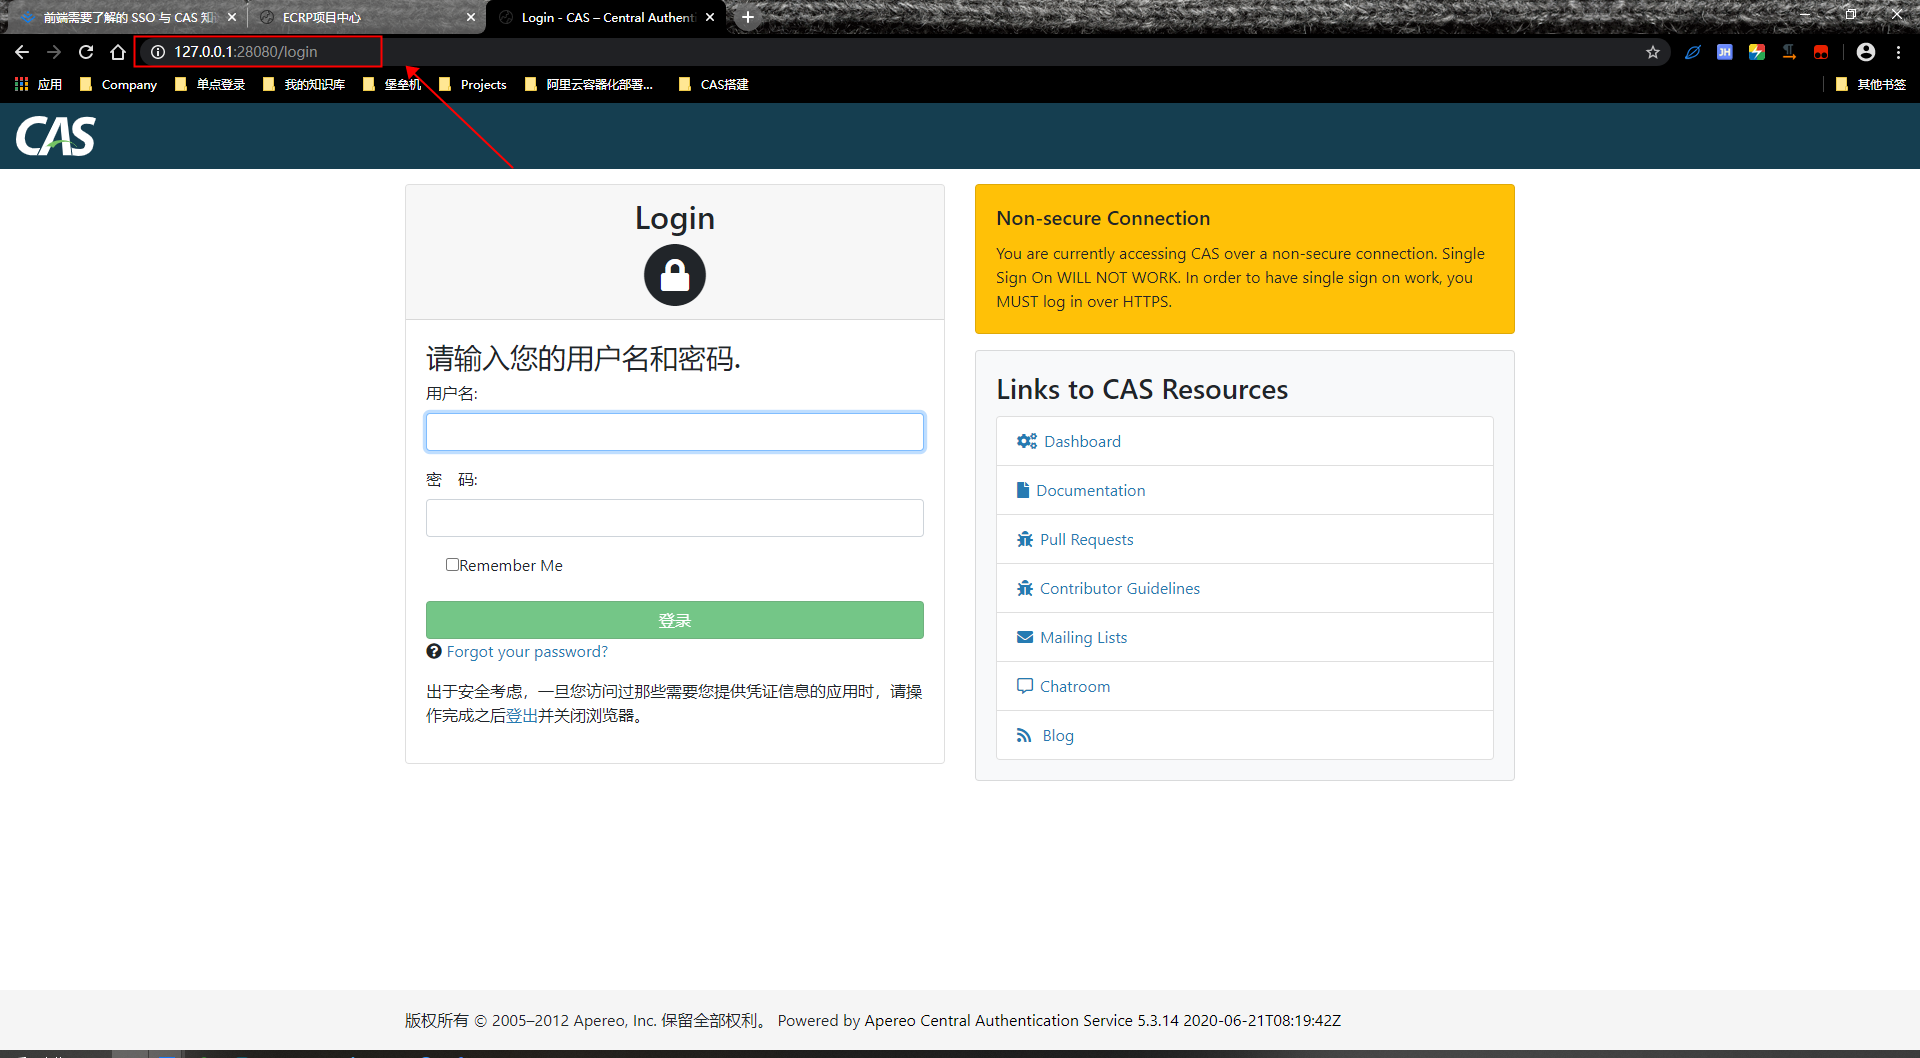 前端需要了解的 SSO 与 CAS 知
ECRP项目中心
Login - CAS – Central Authenti
127.0.0.1:28080/login
应用
Company
单点登录
我的知识库
堡垒机
Projects
阿里云容器化部署...
CAS搭建
其他书签
CAS
Login
请输入您的用户名和密码.
用户名:
密 码:
Remember Me
登录
Forgot your password?
出于安全考虑，一旦您访问过那些需要您提供凭证信息的应用时，请操
作完成之后登出并关闭浏览器。
Non-secure Connection
You are currently accessing CAS over a non-secure connection. Single
Sign On WILL NOT WORK. In order to have single sign on work, you
MUST log in over HTTPS.
Links to CAS Resources
Dashboard
Documentation
Pull Requests
Contributor Guidelines
Mailing Lists
Chatroom
Blog
版权所有 © 2005–2012 Apereo, Inc. 保留全部权利。 Powered by Apereo Central Authentication Service 5.3.14 2020-06-21T08:19:42Z